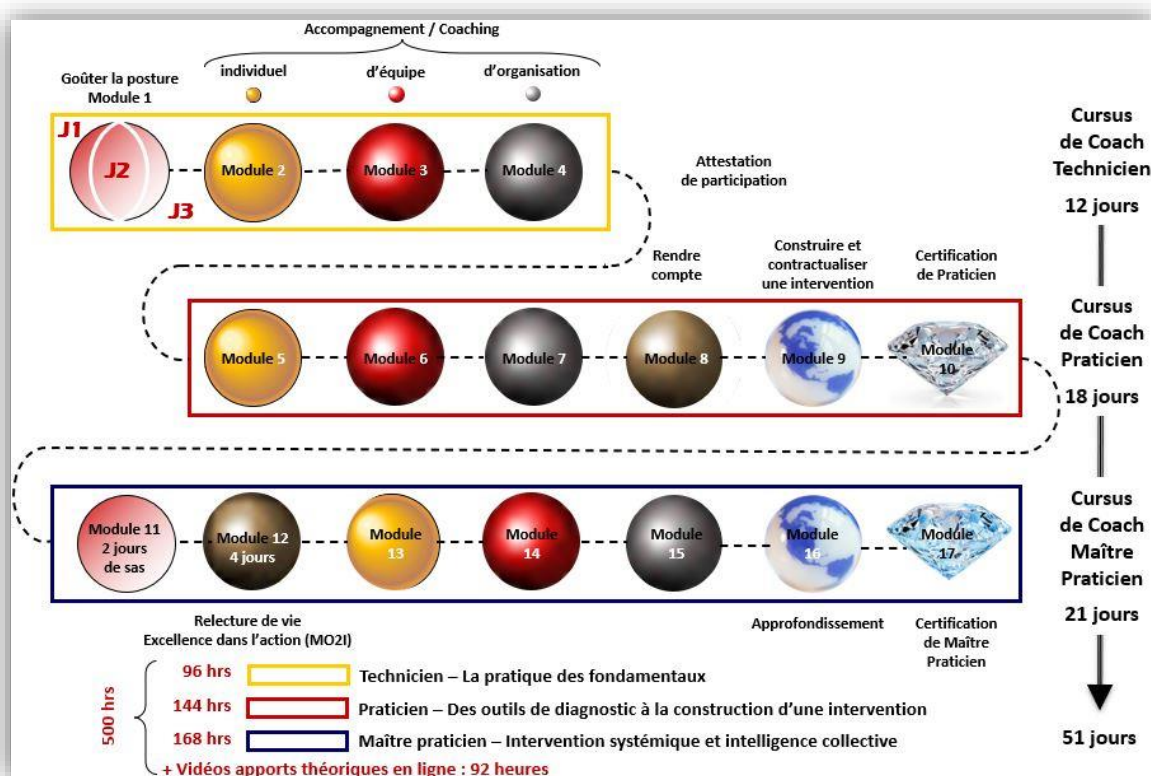 Accompagnement / Coaching
Goûter la posture
Module 1
individuel
d'équipe
d'organisation
J1
J2
J3
Module 2
Module 3
Module 4
Attestation
de participation
Cursus
de Coach
Technicien
12 jours
Rendre
compte
Construire et
contractualiser
une intervention
Certification
de Praticien
Module 5
Module 6
Module 7
Module 8
Module 9
Module
10
Cursus
de Coach
Praticien
18 jours
Module 11
2 jours
de sas
Module 12
4 jours
Module
13
Module
14
Module
15
Module
16
Module
17
Cursus
de Coach
Maître
Praticien
21 jours
Relecture de vie
Excellence dans l'action (MO2I)
Approfondissement
Certification
de Maître
Praticien
500 hrs
96 hrs
Technicien – La pratique des fondamentaux
144 hrs
Praticien – Des outils de diagnostic à la construction d'une intervention
168 hrs
Maître praticien – Intervention systémique et intelligence collective
+ Vidéos apports théoriques en ligne : 92 heures
51 jours